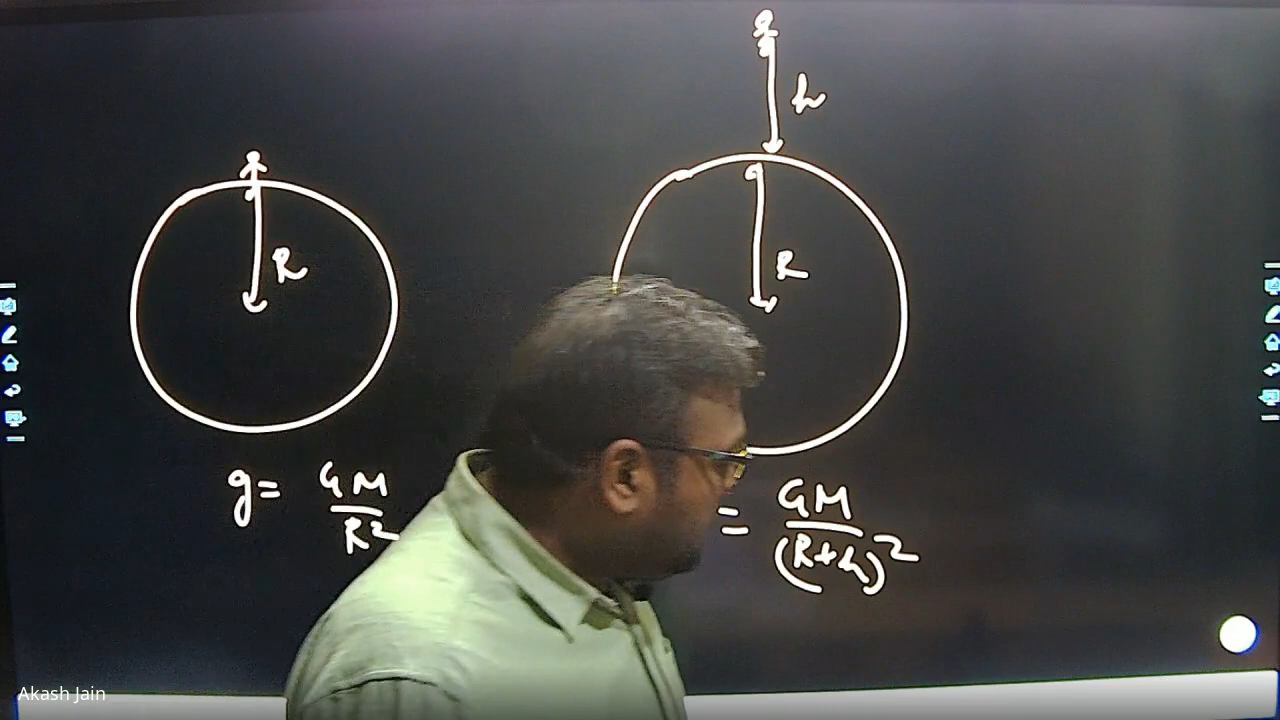 h
R
R
g = GM/R²
= GM/(R+h)²
Akash Jain